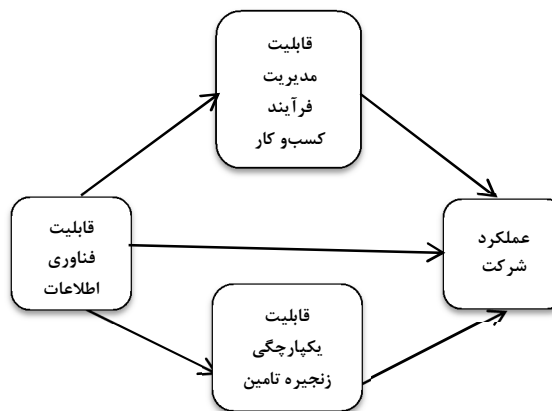 قابلیت
مدیریت
فرآیند
کسب‌و کار
قابلیت
فناوری
اطلاعات
عملکرد
شرکت
قابلیت
یکپارچگی
زنجیره تامین